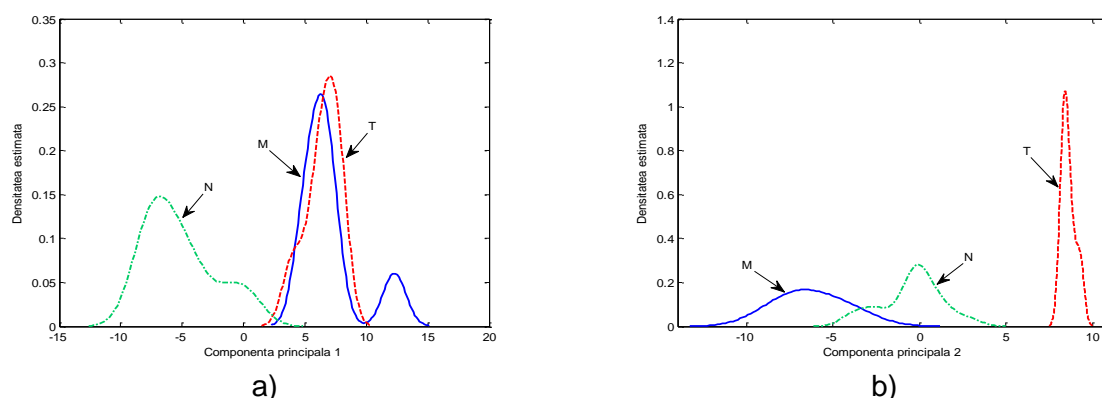 0.35
0.3
0.25
0.2
0.15
0.1
0.05
0
-15
-10
-5
0
5
10
15
20
Densitatea estimata
Componenta principala 1
N
M
T
a)
1.4
1.2
1
0.8
0.6
0.4
0.2
0
-10
-5
0
5
10
Densitatea estimata
Componenta principala 2
M
N
T
b)